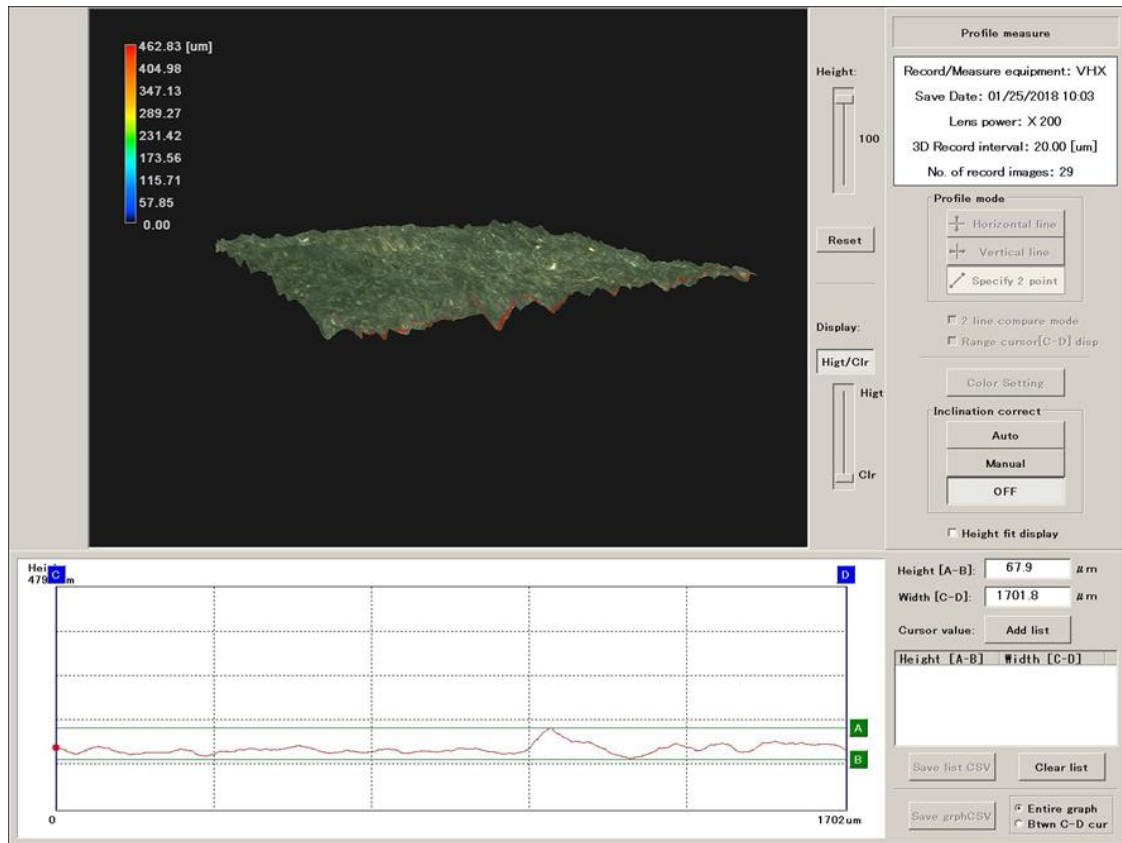 462.83 [um]
404.98
347.13
289.27
231.42
173.56
115.71
57.85
0.00
Height:
100
Reset
Display:
Higt/Clr
Higt
Clr
Profile measure
Record/Measure equipment: VHX
Save Date: 01/25/2018 10:03
Lens power: X 200
3D Record interval: 20.00 [um]
No. of record images: 29
Profile mode
Horizontal line
Vertical line
Specify 2 point
2 line compare mode
Range cursor[C-D] disp
Color Setting
Inclination correct
Auto
Manual
OFF
Height fit display
C
D
A
B
0
1702um
Height [A-B]: 67.9 μm
Width [C-D]: 1701.8 μm
Cursor value: Add list
Height [A-B] Width [C-D]
Save list CSV Clear list
Save grphCSV
Entire graph
Btwn C-D cur